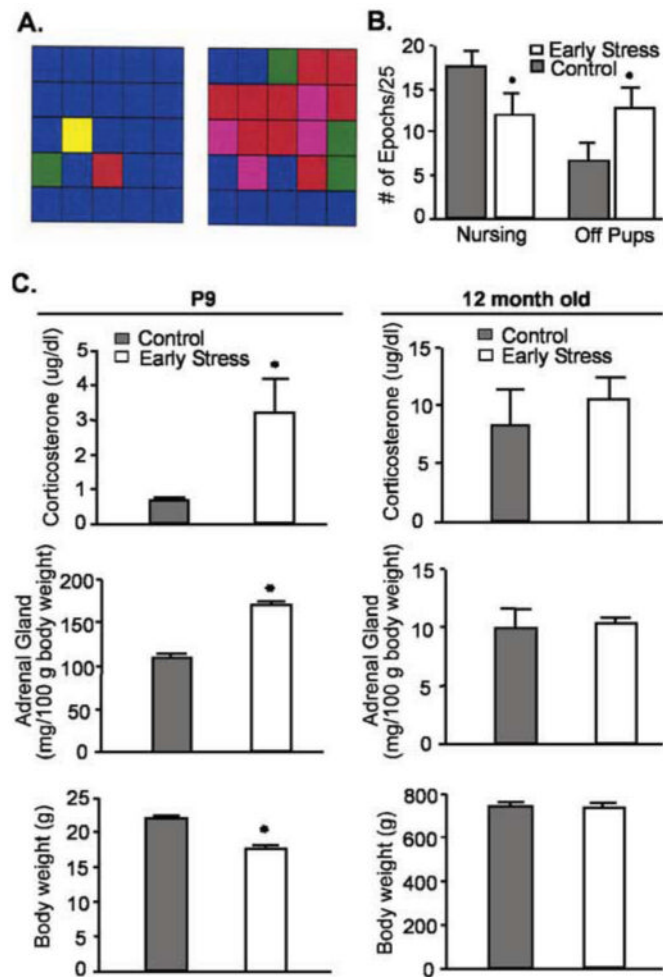 A.
B.
# of Epochs/25
20
15
10
5
0
Early Stress
Control
Nursing
Off Pups
C.
P9
12 month old
Corticosterone (ug/dl)
6
5
4
3
2
1
0
Control
Early Stress
Corticosterone (ug/dl)
15
10
5
0
Control
Early Stress
Adrenal Gland
(mg/100 g body weight)
200
150
100
50
0
Adrenal Gland
(mg/100 g body weight)
15
10
5
0
Body weight (g)
25
22
15
10
5
0
Body weight (g)
800
600
400
200
0